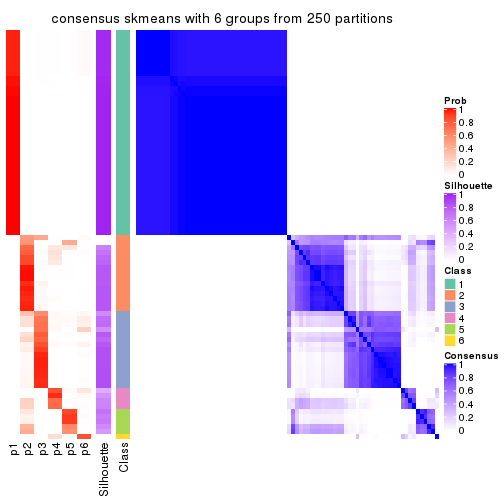 consensus skmeans with 6 groups from 250 partitions
Prob
1
0.8
0.6
0.4
0.2
0
Silhouette
1
0.8
0.6
0.4
0.2
0
Class
1
2
3
4
5
6
Consensus
1
0.8
0.6
0.4
0.2
0
p1
p2
p3
p4
p5
p6
Silhouette
Class